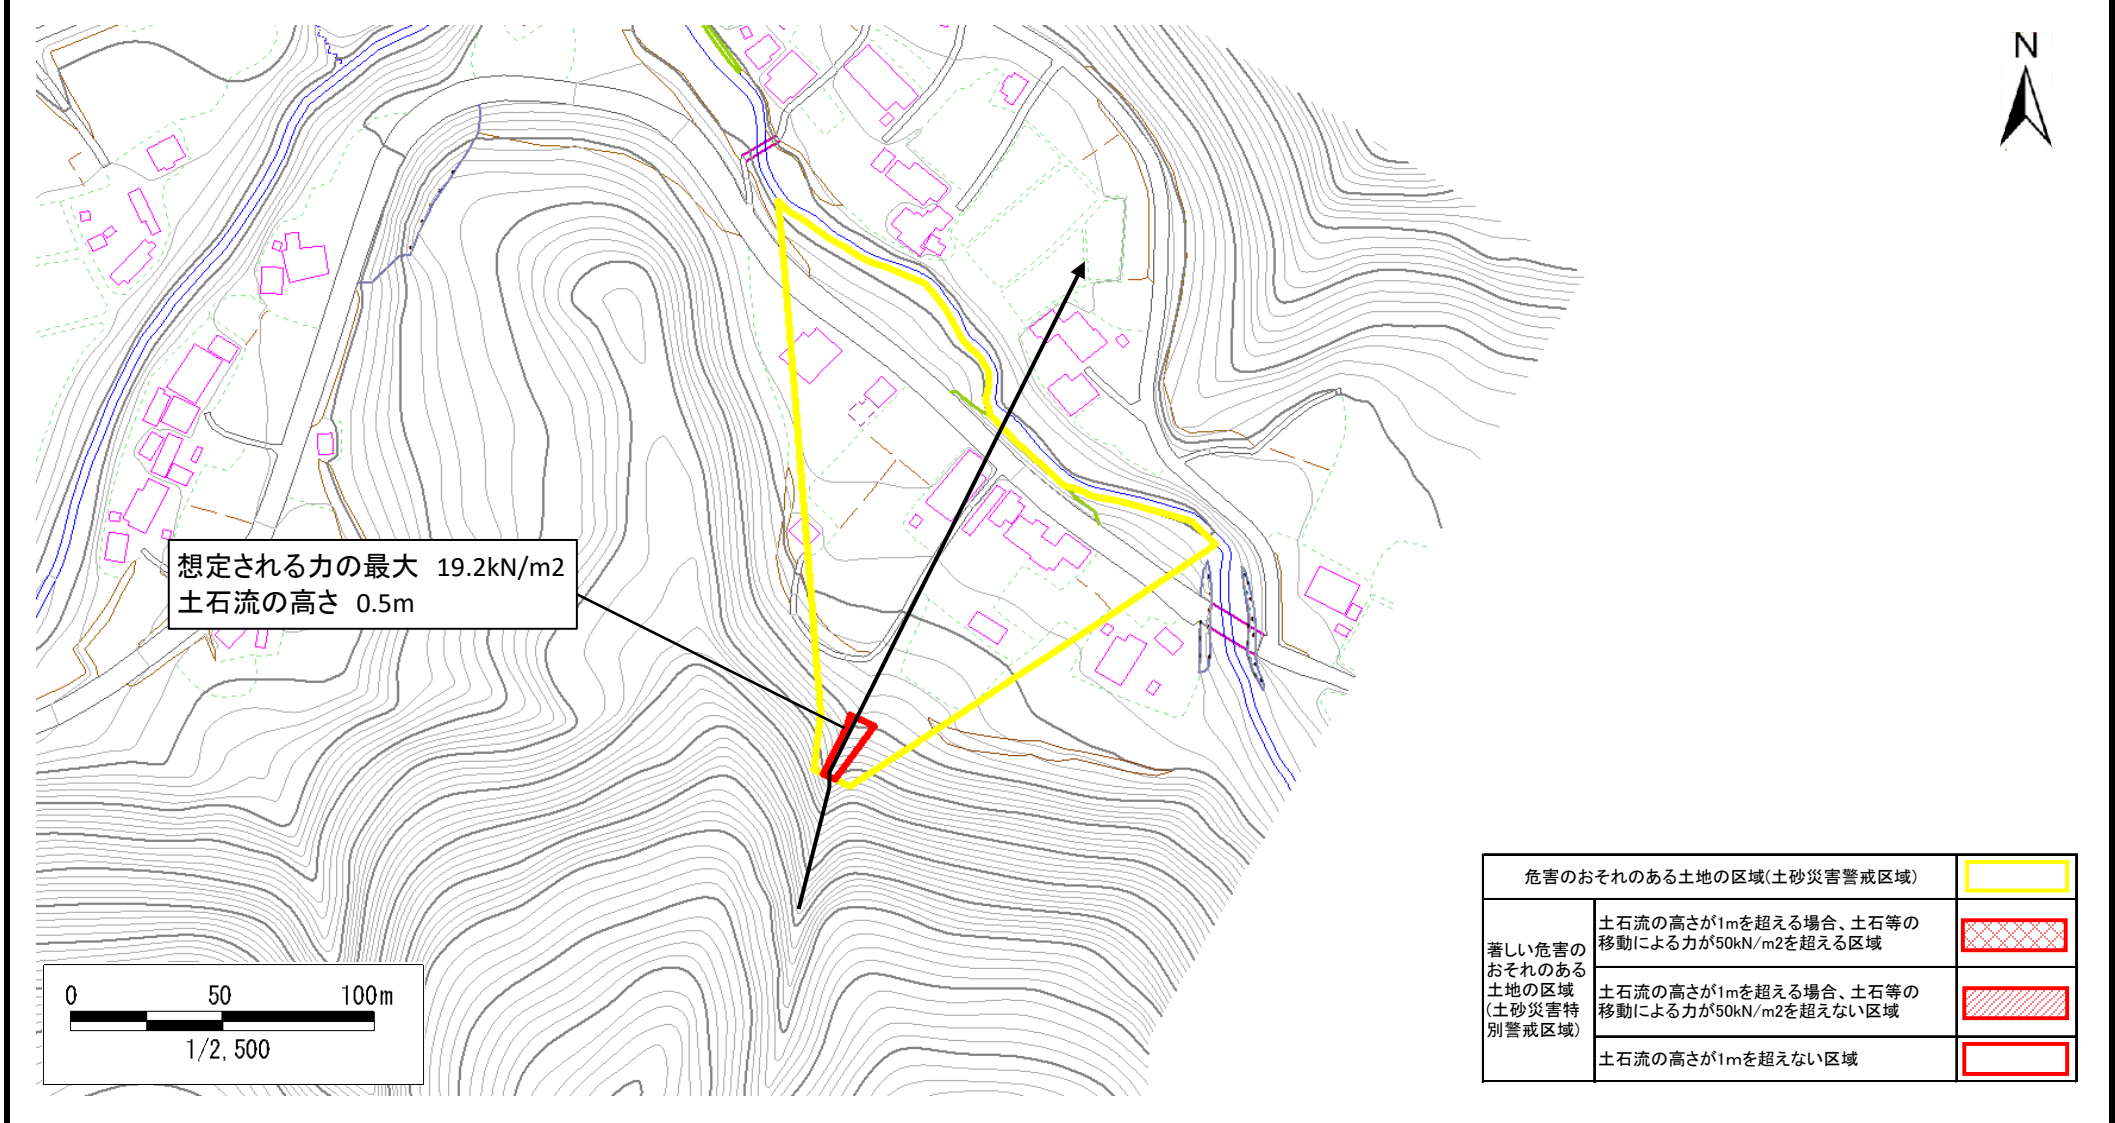 N
想定される力の最大 19.2kN/m2
土石流の高さ 0.5m
0 50 100m
1/2,500
危害のおそれのある土地の区域(土砂災害警戒区域)
著しい危害の
おそれのある
土地の区域
(土砂災害特
別警戒区域)
土石流の高さが1mを超える場合、土石等の
移動による力が50kN/m2を超える区域
土石流の高さが1mを超える場合、土石等の
移動による力が50kN/m2を超えない区域
土石流の高さが1mを超えない区域